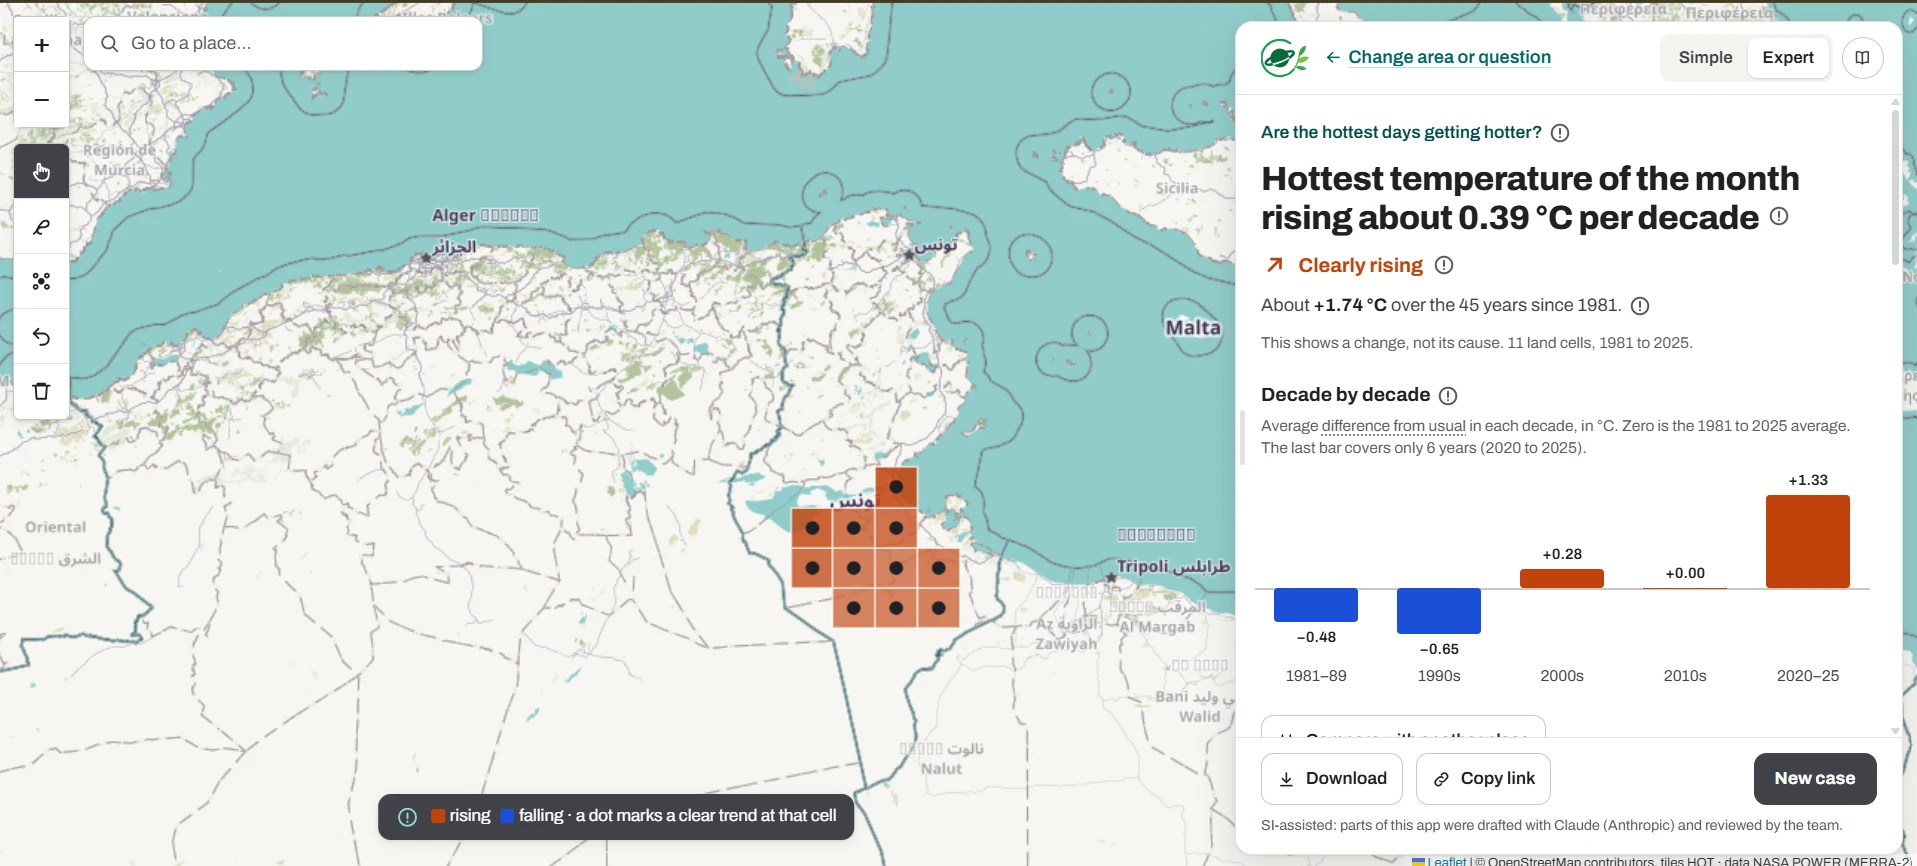 +
Go to a place...
−
Change area or question
Simple
Expert
Are the hottest days getting hotter?
Hottest temperature of the month
rising about 0.39 °C per decade
Clearly rising
About +1.74 °C over the 45 years since 1981.
This shows a change, not its cause. 11 land cells, 1981 to 2025.
Decade by decade
Average difference from usual in each decade, in °C. Zero is the 1981 to 2025 average.
The last bar covers only 6 years (2020 to 2025).
+1.33
+0.28
+0.00
−0.48
−0.65
1981–89
1990s
2000s
2010s
2020–25
Download
Copy link
New case
SI-assisted: parts of this app were drafted with Claude (Anthropic) and reviewed by the team.
Leaflet | © OpenStreetMap contributors, tiles HOT · data NASA POWER (MERRA-2
rising
falling · a dot marks a clear trend at that cell
Región de
Murcia
Alger
الجزائر
تونس
Sicilia
Malta
تونس
Oriental
الشرق
Tripoli طرابلس
المرقب
Al Margab
Az الزاوية
Zawiyah
Bani بني وليد
Walid
نالوت
Nalut
Περιφέρεια
Περιφέρεια